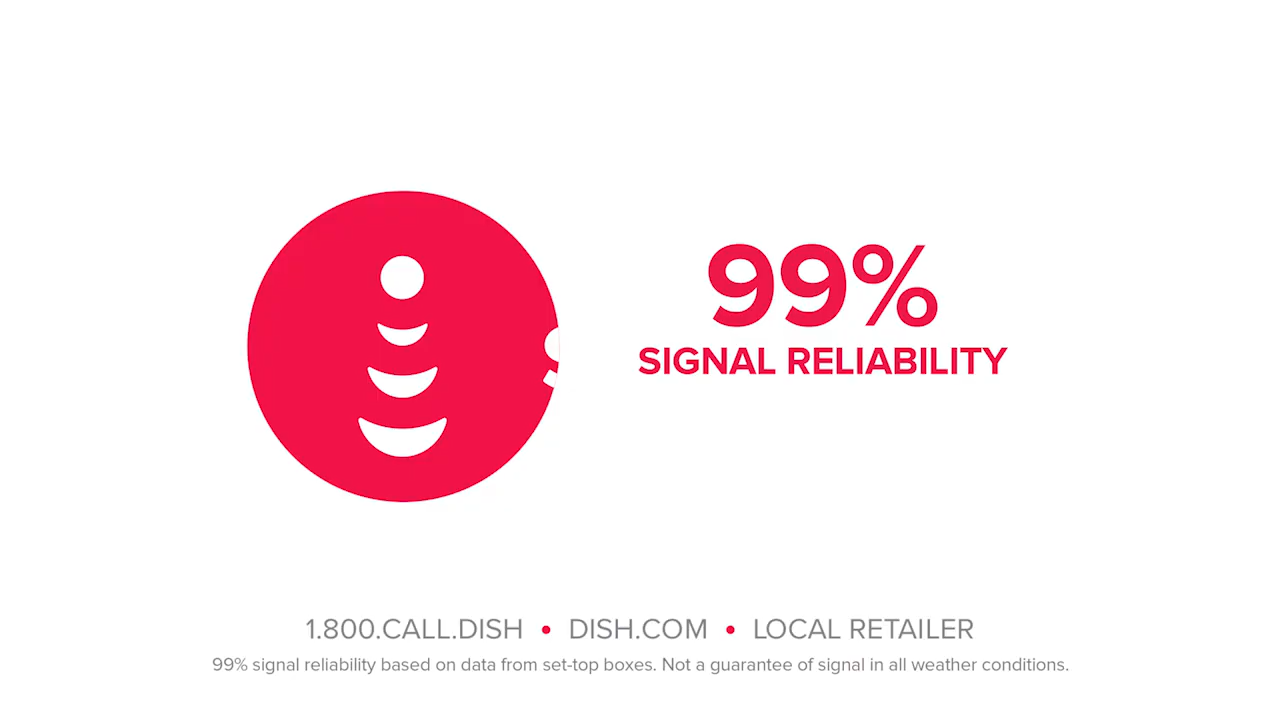 99%
SIGNAL RELIABILITY
1.800.CALL.DISH • DISH.COM • LOCAL RETAILER
99% signal reliability based on data from set-top boxes. Not a guarantee of signal in all weather conditions.